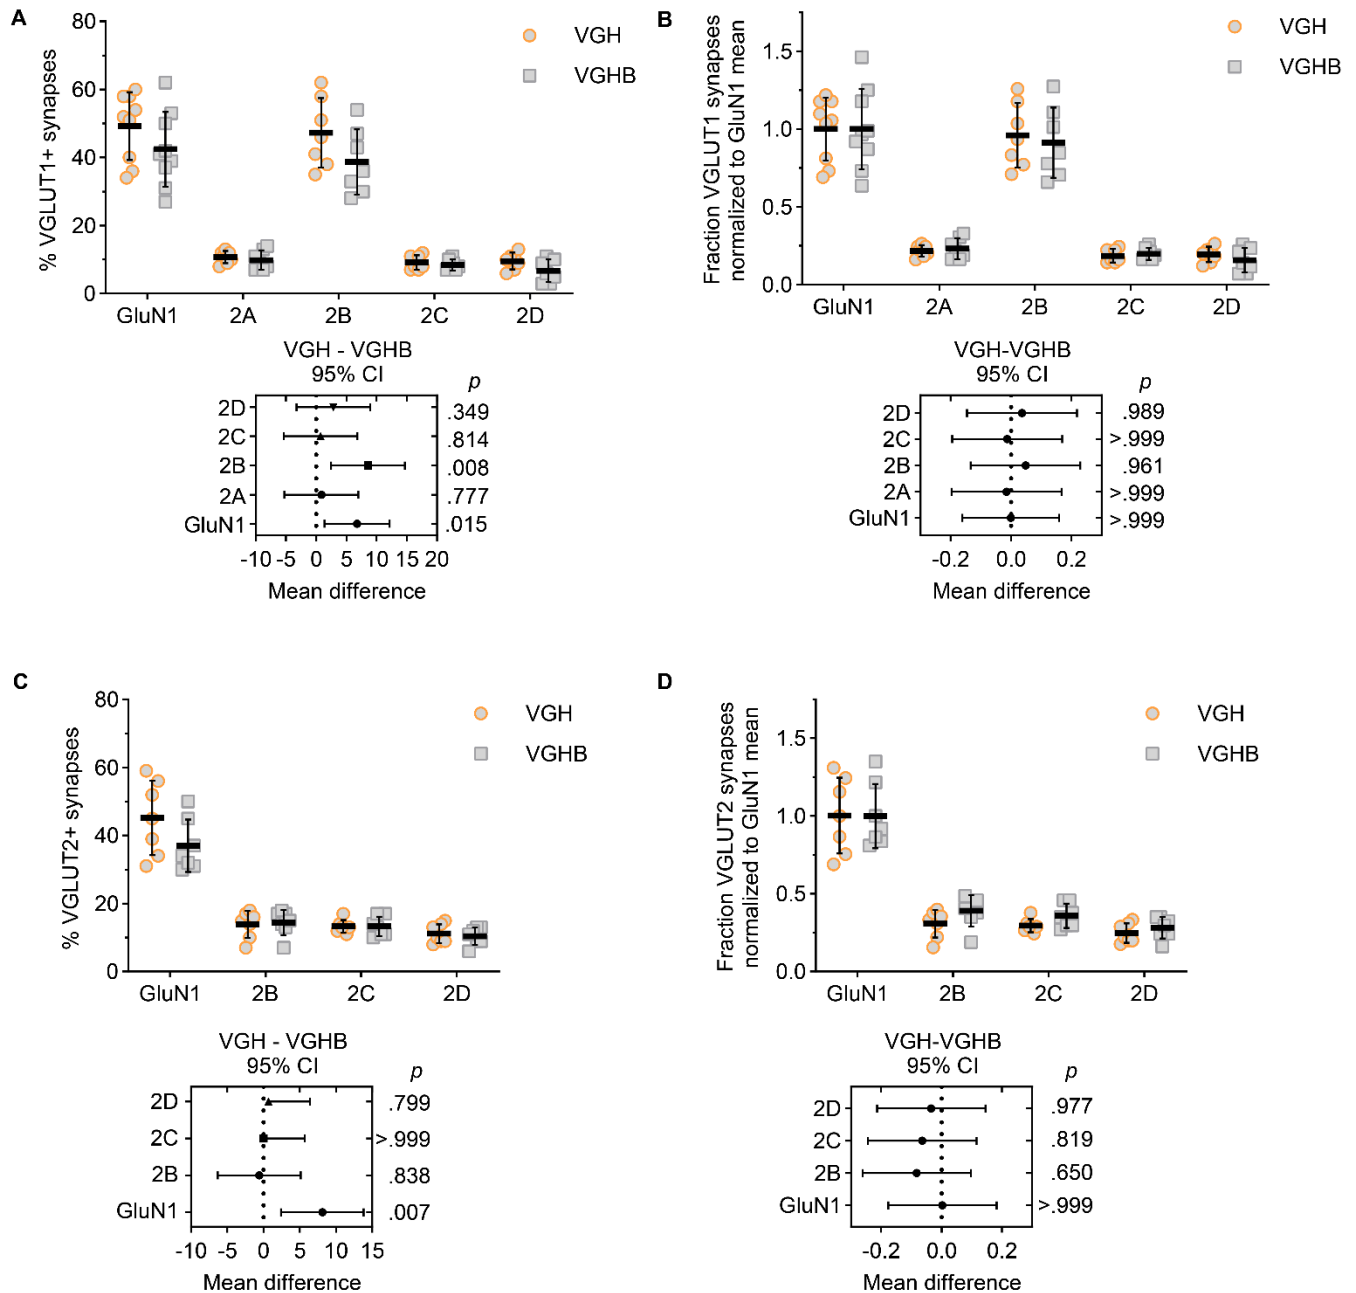 A
80
60
40
20
0
% VGLUT1+ synapses
VGH
VGHB
GluN1 2A 2B 2C 2D
VGH - VGHB
95% CI
p
2D .349
2C .814
2B .008
2A .777
GluN1 .015
-10 -5 0 5 10 15 20
Mean difference
B
1.5
1.0
0.5
0.0
Fraction VGLUT1 synapses
normalized to GluN1 mean
VGH
VGHB
GluN1 2A 2B 2C 2D
VGH-VGHB
95% CI
p
2D .989
2C >.999
2B .961
2A >.999
GluN1 >.999
-0.2 0.0 0.2
Mean difference
C
80
60
40
20
0
% VGLUT2+ synapses
VGH
VGHB
GluN1 2B 2C 2D
VGH - VGHB
95% CI
p
2D .799
2C >.999
2B .838
GluN1 .007
-10 -5 0 5 10 15
Mean difference
D
1.5
1.0
0.5
0.0
Fraction VGLUT2 synapses
normalized to GluN1 mean
VGH
VGHB
GluN1 2B 2C 2D
VGH-VGHB
95% CI
p
2D .977
2C .819
2B .650
GluN1 >.999
-0.2 0.0 0.2
Mean difference